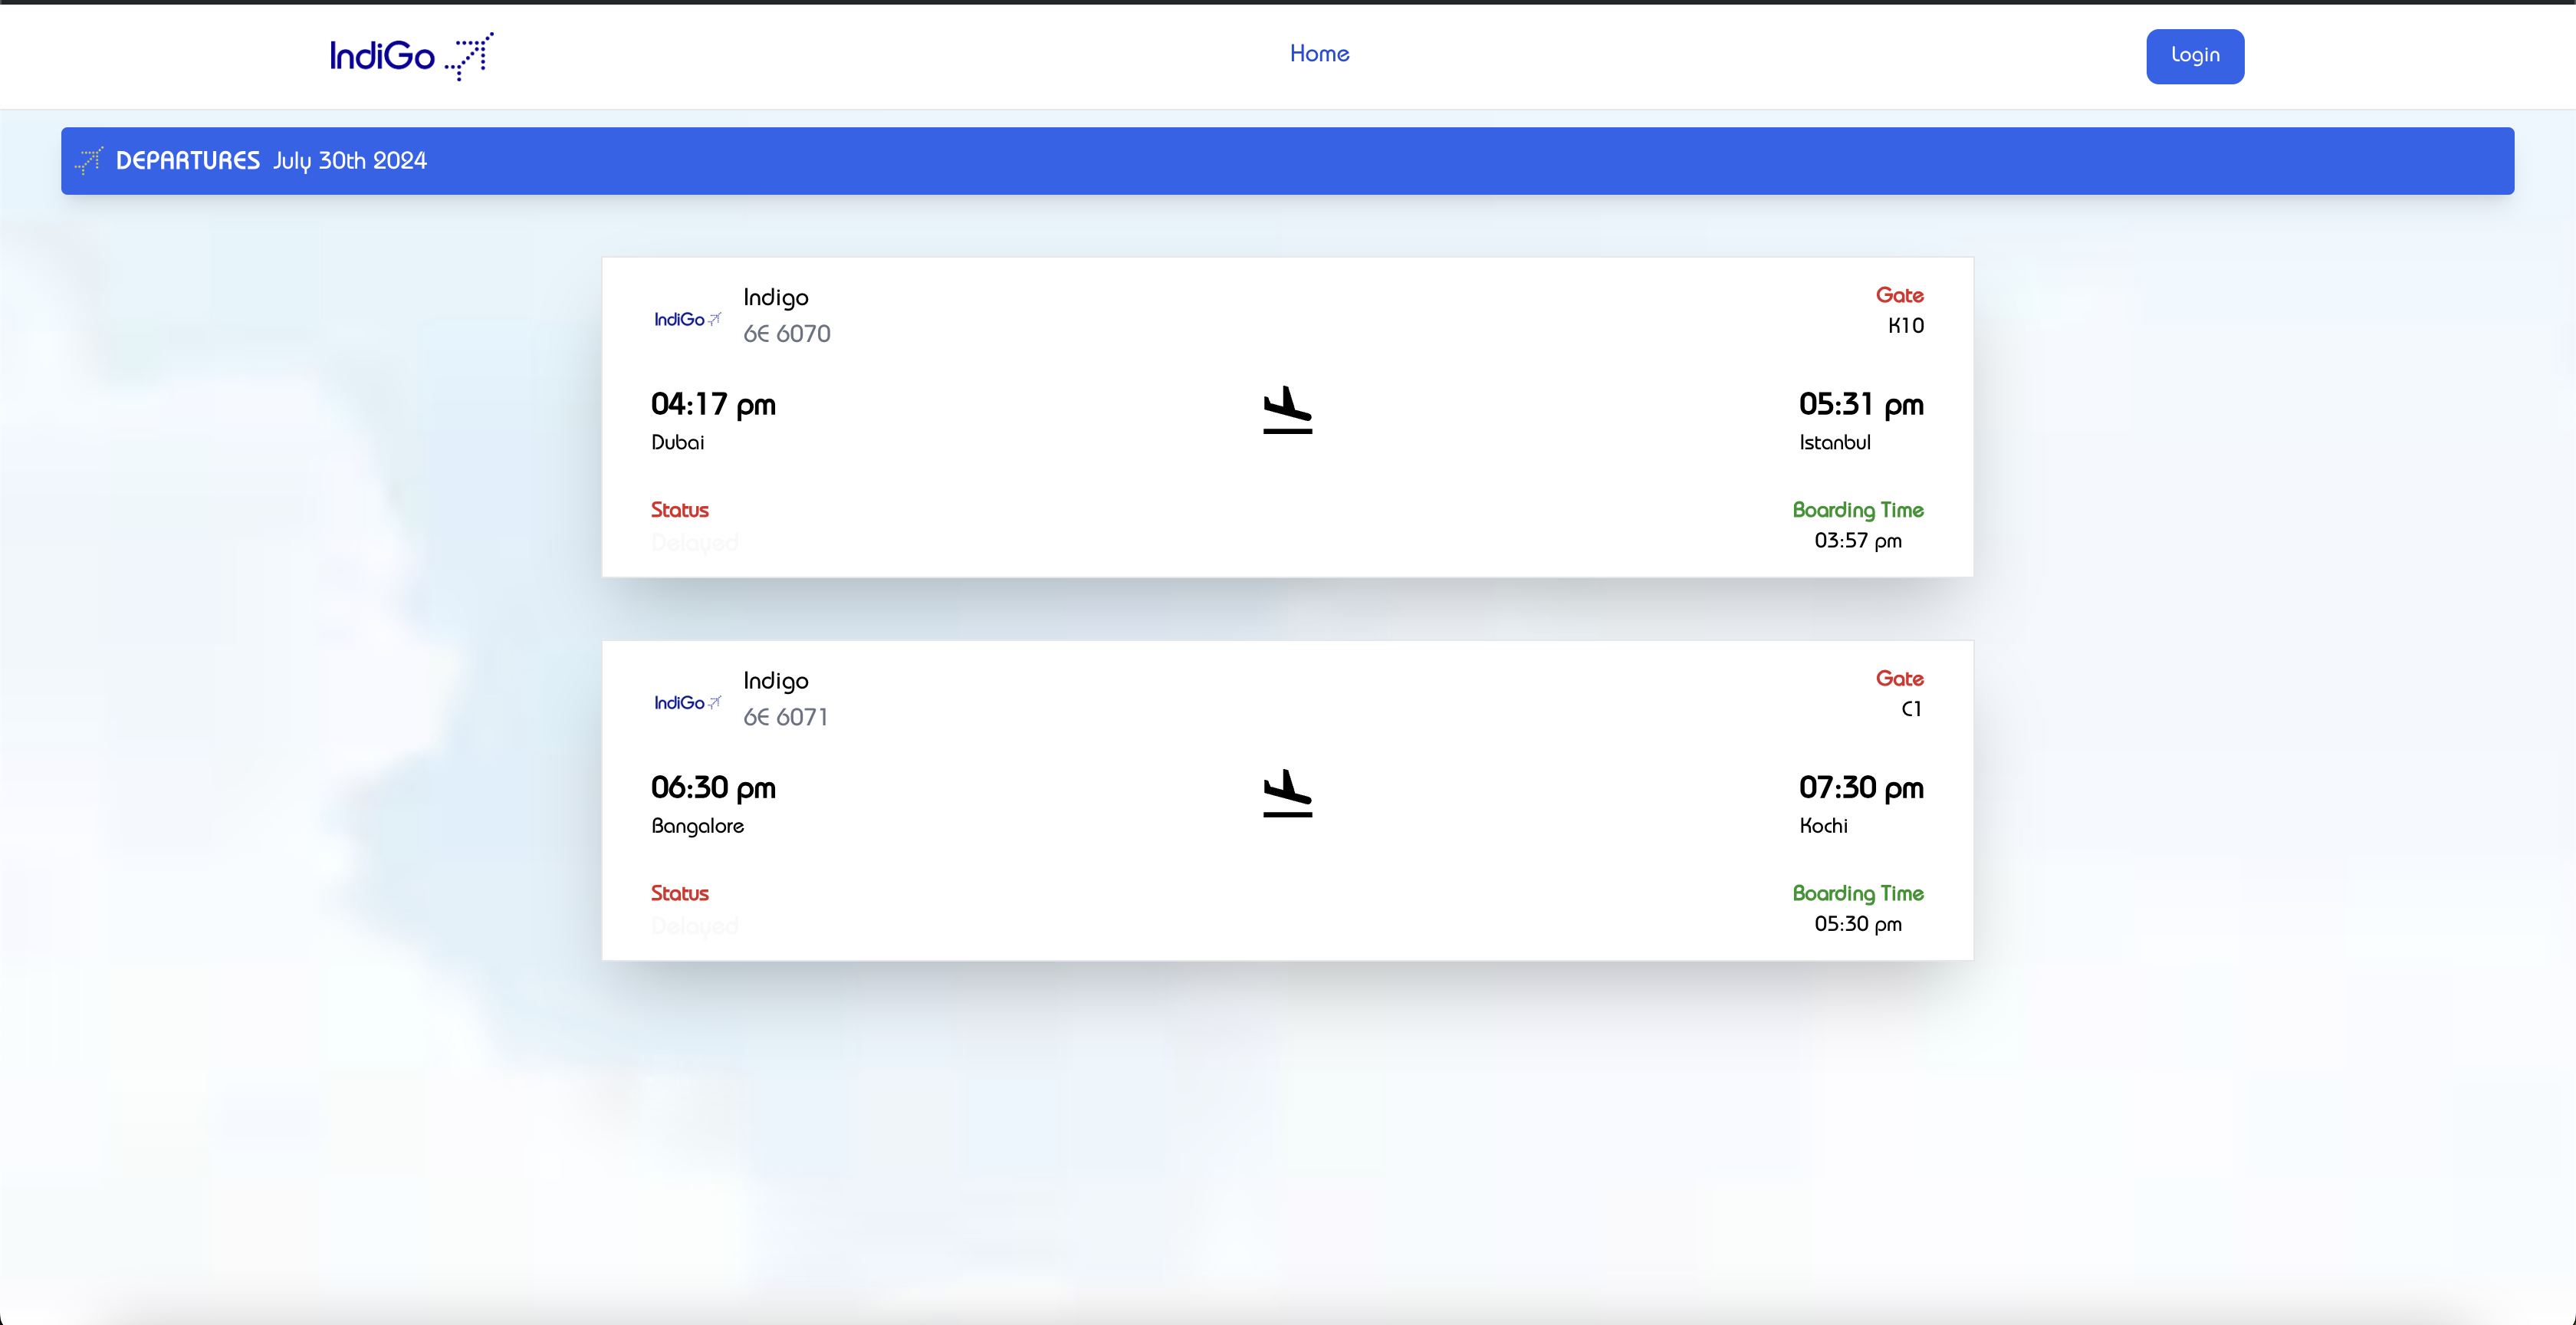 IndiGo Home Login
DEPARTURES July 30th 2024
IndiGo
Indigo
6E 6070
Gate
K10
04:17 pm
Dubai
05:31 pm
Istanbul
Status
Delayed
Boarding Time
03:57 pm
IndiGo
Indigo
6E 6071
Gate
C1
06:30 pm
Bangalore
07:30 pm
Kochi
Status
Delayed
Boarding Time
05:30 pm